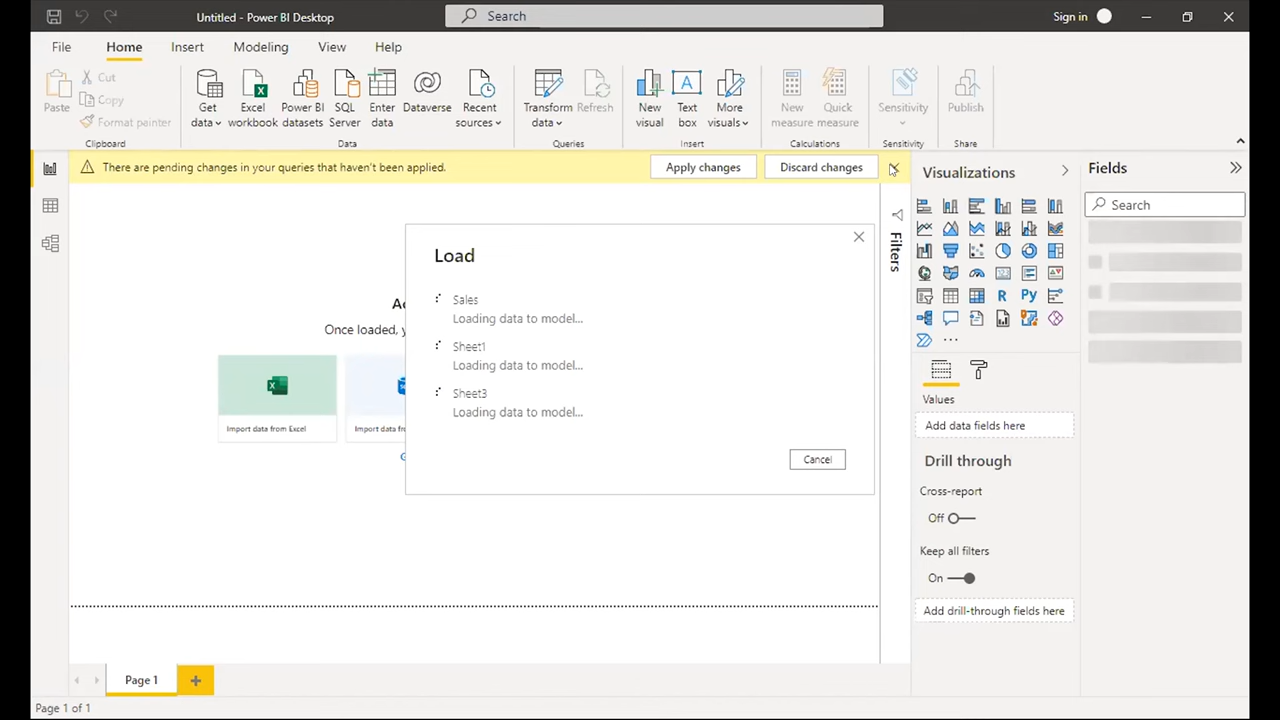 Untitled - Power BI Desktop
Search
Sign in
File Home Insert Modeling View Help
Paste
Cut
Copy
Format painter
Clipboard
Get data
Excel workbook
Power BI datasets
SQL Server
Enter data
Dataverse
Recent sources
Data
Transform data
Refresh
Queries
New visual
Text box
More visuals
Insert
New measure
Quick measure
Calculations
Sensitivity
Sensitivity
Publish
Share
There are pending changes in your queries that haven't been applied.
Apply changes
Discard changes
Ad
Once loaded, y
Import data from Excel
Import data fro
Load
Sales
Loading data to model...
Sheet1
Loading data to model...
Sheet3
Loading data to model...
Cancel
Filters
Visualizations
R
Py
Values
Add data fields here
Drill through
Cross-report
Off
Keep all filters
On
Add drill-through fields here
Fields
Search
Page 1
Page 1 of 1